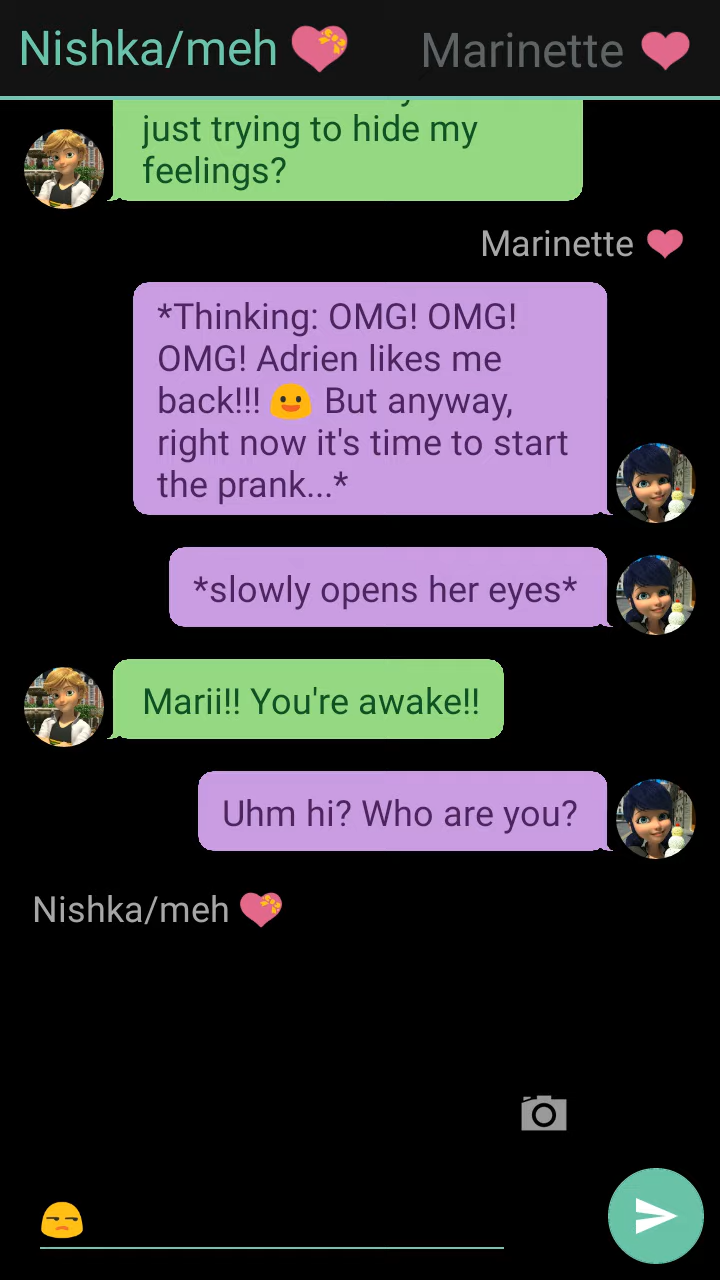 Nishka/meh 💝 Marinette ❤
just trying to hide my
feelings?
Marinette ❤
*Thinking: OMG! OMG!
OMG! Adrien likes me
back!!! 😃 But anyway,
right now it's time to start
the prank...*
*slowly opens her eyes*
Marii!! You're awake!!
Uhm hi? Who are you?
Nishka/meh 💝
😒